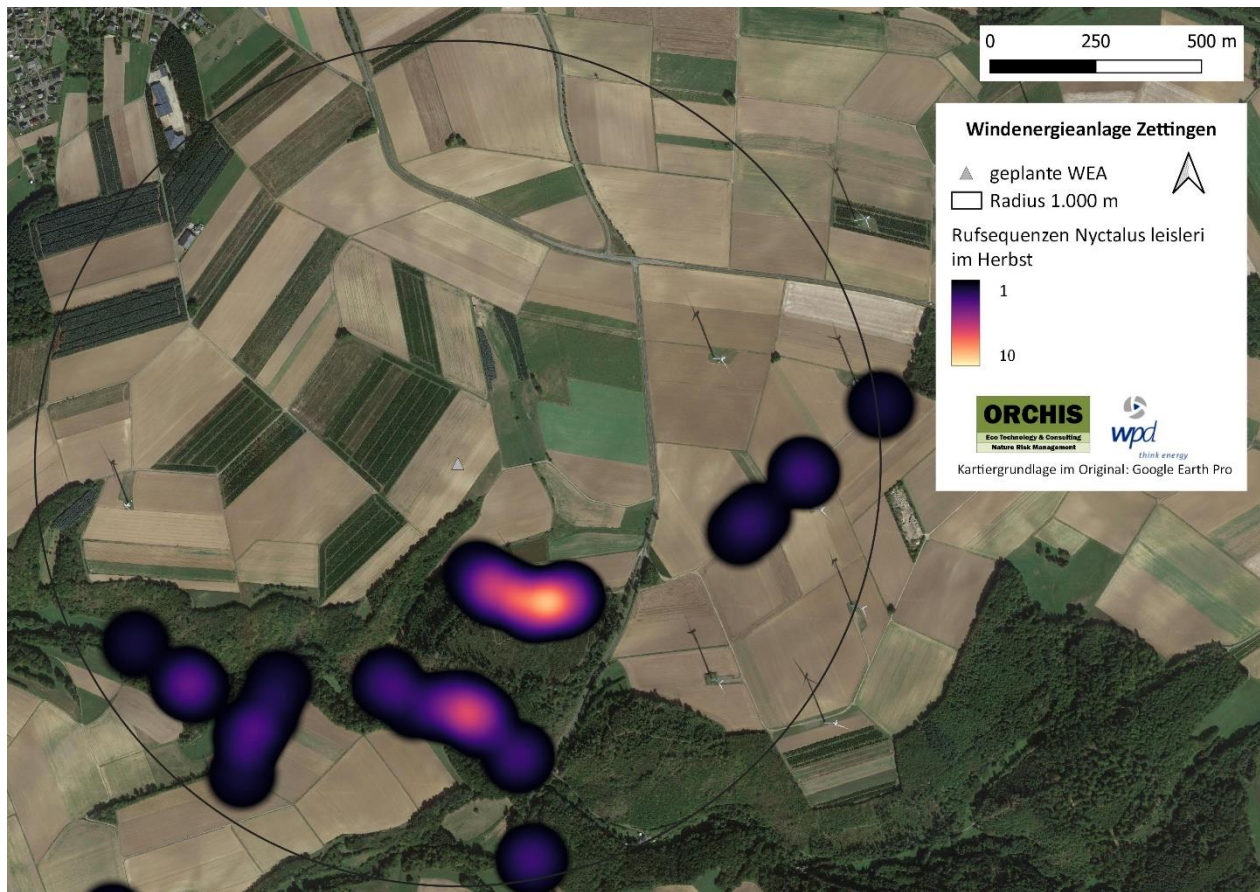 0 250 500 m
Windenergieanlage Zettingen
geplante WEA
Radius 1.000 m
Rufsequenzen Nyctalus leisleri
im Herbst
1
10
ORCHIS
Eco Technology & Consulting
Nature Risk Management
wpd
think energy
Kartiergrundlage im Original: Google Earth Pro